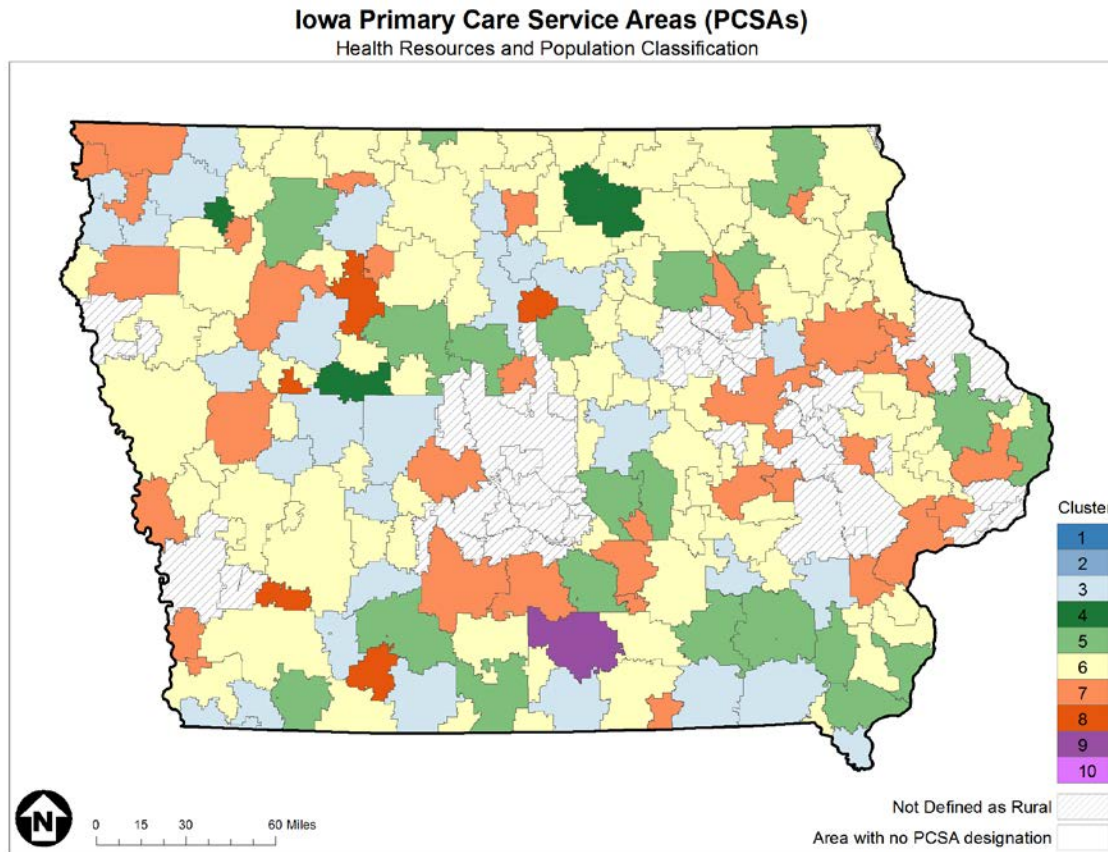 Iowa Primary Care Service Areas (PCSAs)
Health Resources and Population Classification
Cluster
1
2
3
4
5
6
7
8
9
10
Not Defined as Rural
Area with no PCSA designation
N
0 15 30 60 Miles